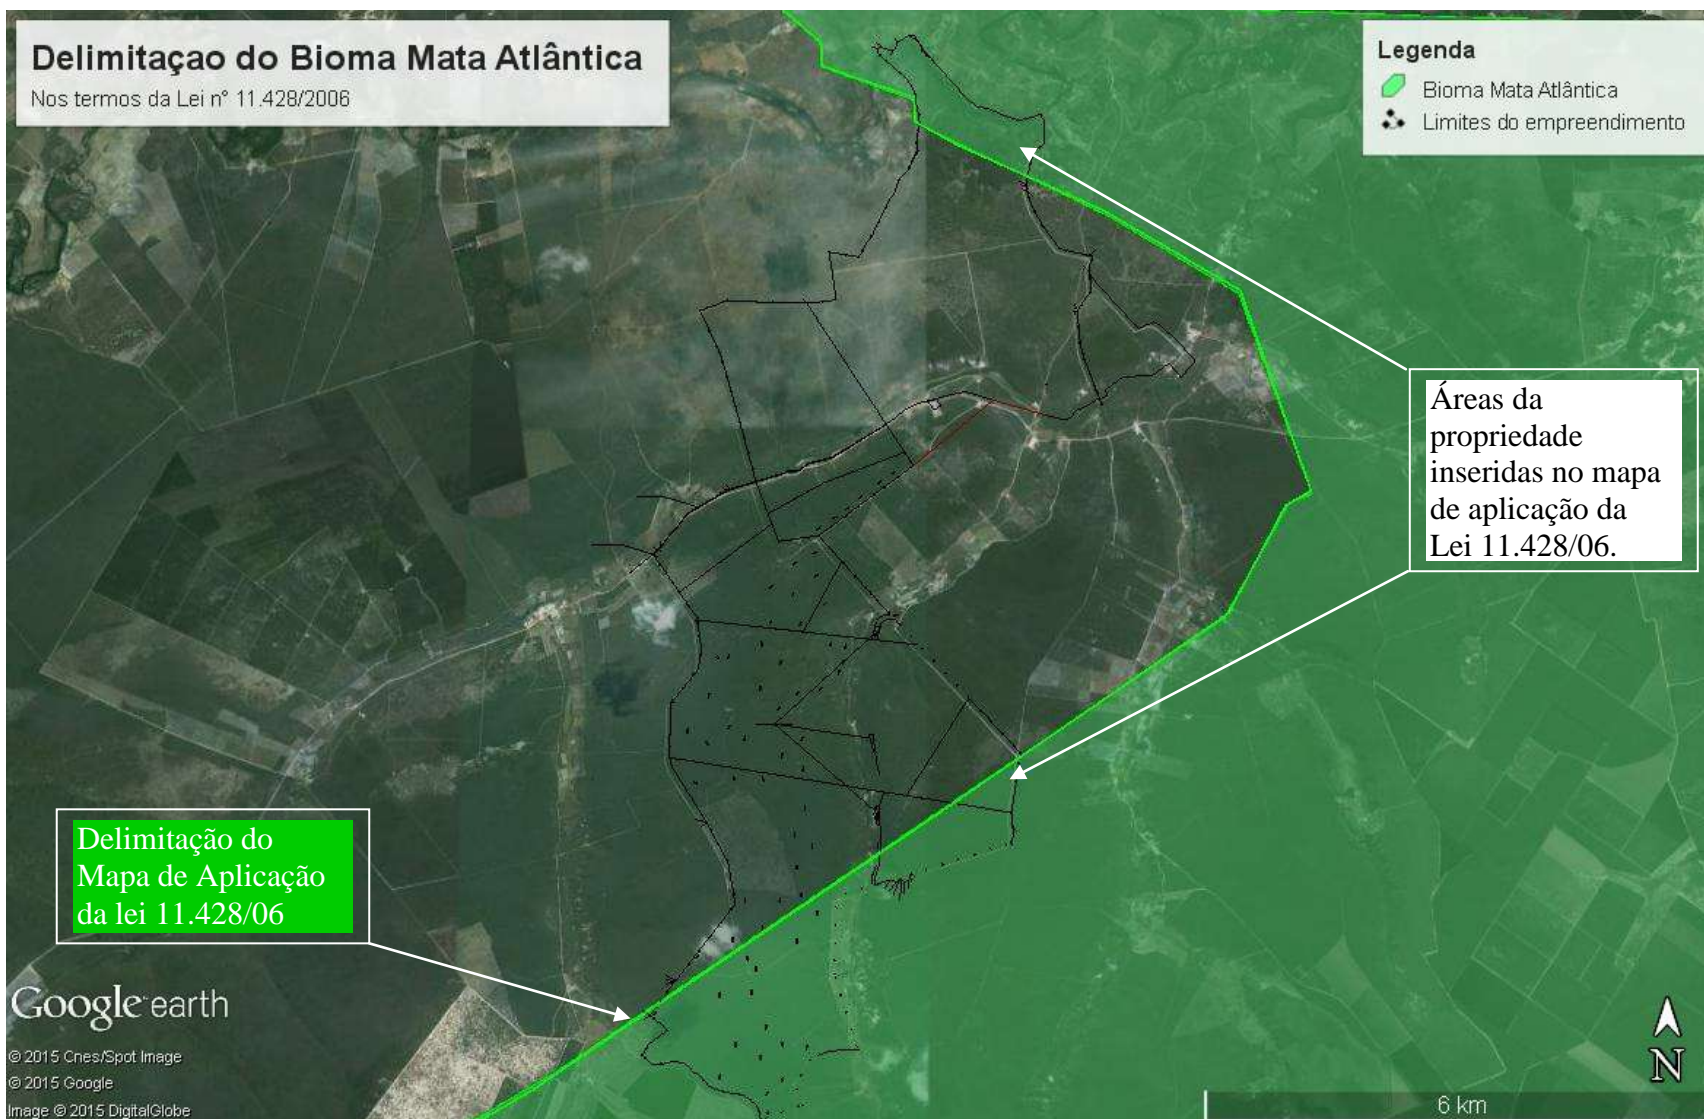 Delimitaçao do Bioma Mata Atlântica
Nos termos da Lei n° 11.428/2006
Legenda
Bioma Mata Atlântica
Limites do empreendimento
Áreas da
propriedade
inseridas no mapa
de aplicação da
Lei 11.428/06.
Delimitação do
Mapa de Aplicação
da lei 11.428/06
Google earth
© 2015 Cnes/Spot Image
© 2015 Google
Image © 2015 DigitalGlobe
N
6 km